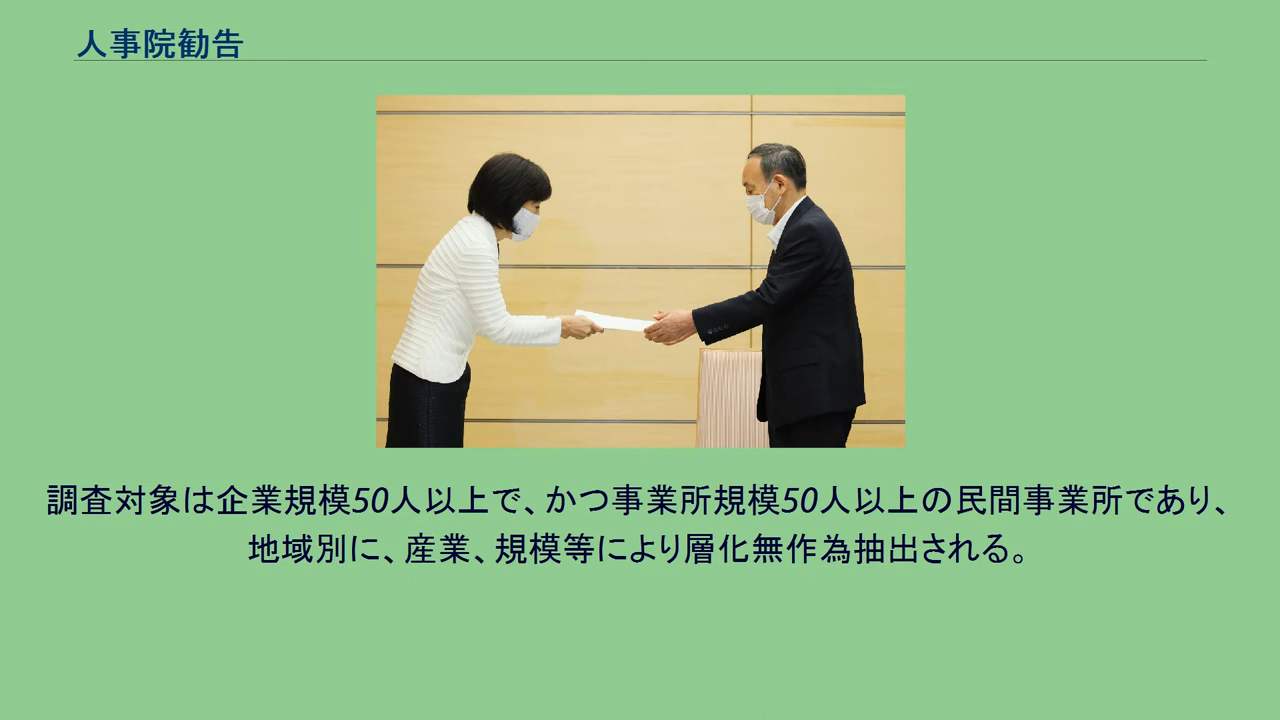 人事院勧告
調査対象は企業規模50人以上で、かつ事業所規模50人以上の民間事業所であり、
地域別に、産業、規模等により層化無作為抽出される。